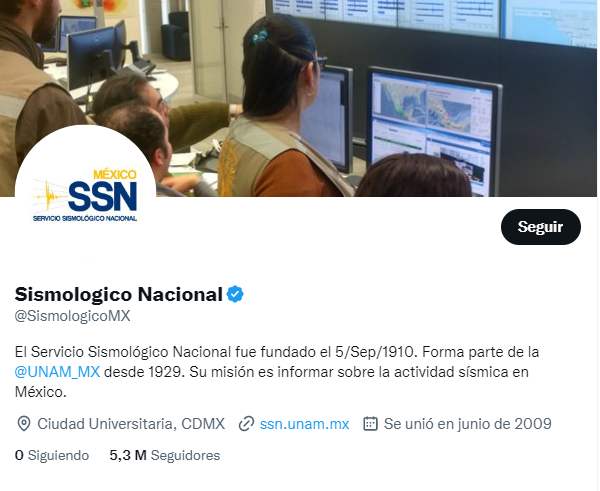 MÉXICO
SSN
SERVICIO SISMOLÓGICO NACIONAL
Seguir
Sismologico Nacional
@SismologicoMX
El Servicio Sismológico Nacional fue fundado el 5/Sep/1910. Forma parte de la
@UNAM_MX desde 1929. Su misión es informar sobre la actividad sísmica en
México.
Ciudad Universitaria, CDMX ssn.unam.mx Se unió en junio de 2009
0 Siguiendo 5,3 M Seguidores